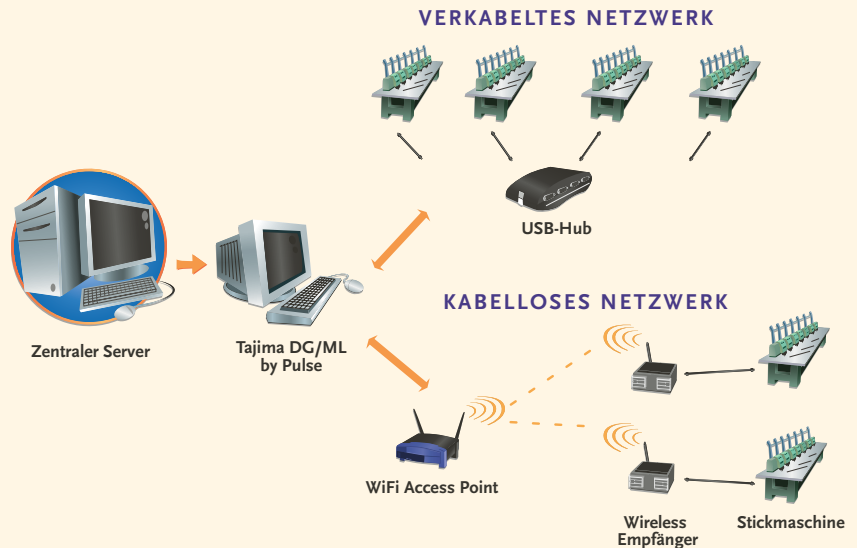 VERKABELTES NETZWERK
USB-Hub
Zentraler Server
Tajima DG/ML
by Pulse
KABELLOSES NETZWERK
WiFi Access Point
Wireless
Empfänger
Stickmaschine